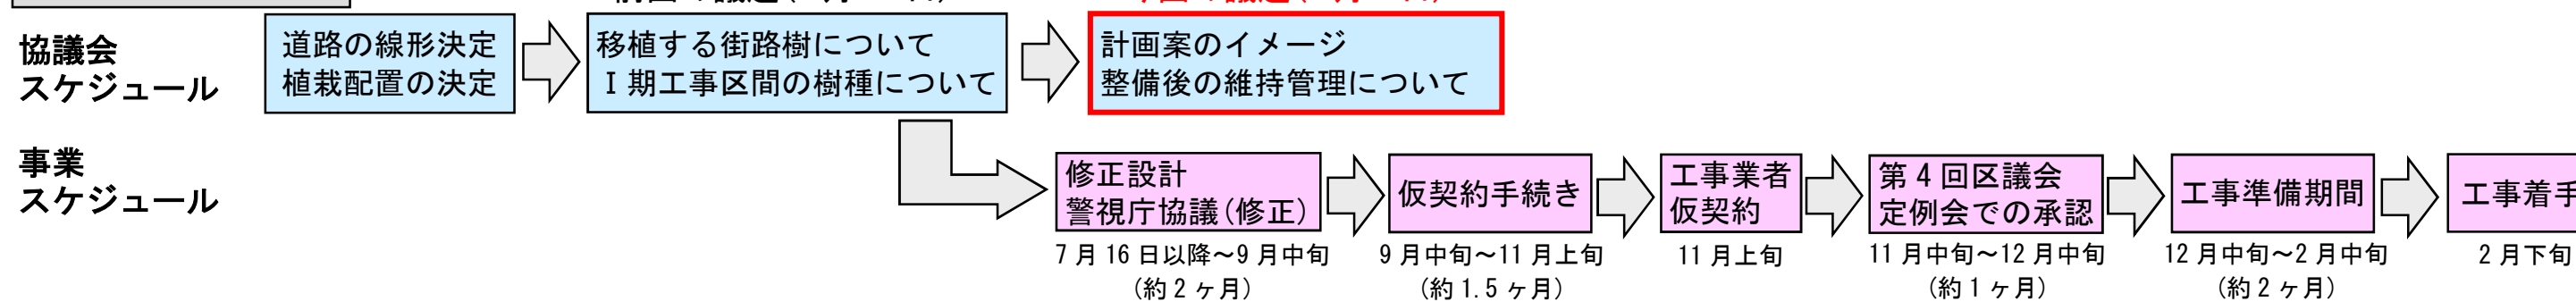 協議会
スケジュール
道路の線形決定
植栽配置の決定
移植する街路樹について
Ⅰ期工事区間の樹種について
計画案のイメージ
整備後の維持管理について
事業
スケジュール
修正設計
警視庁協議(修正)
7月16日以降～9月中旬
(約2ヶ月)
仮契約手続き
9月中旬～11月上旬
(約1.5ヶ月)
工事業者
仮契約
11月上旬
第4回区議会
定例会での承認
11月中旬～12月中旬
(約1ヶ月)
工事準備期間
12月中旬～2月中旬
(約2ヶ月)
工事着手
2月下旬